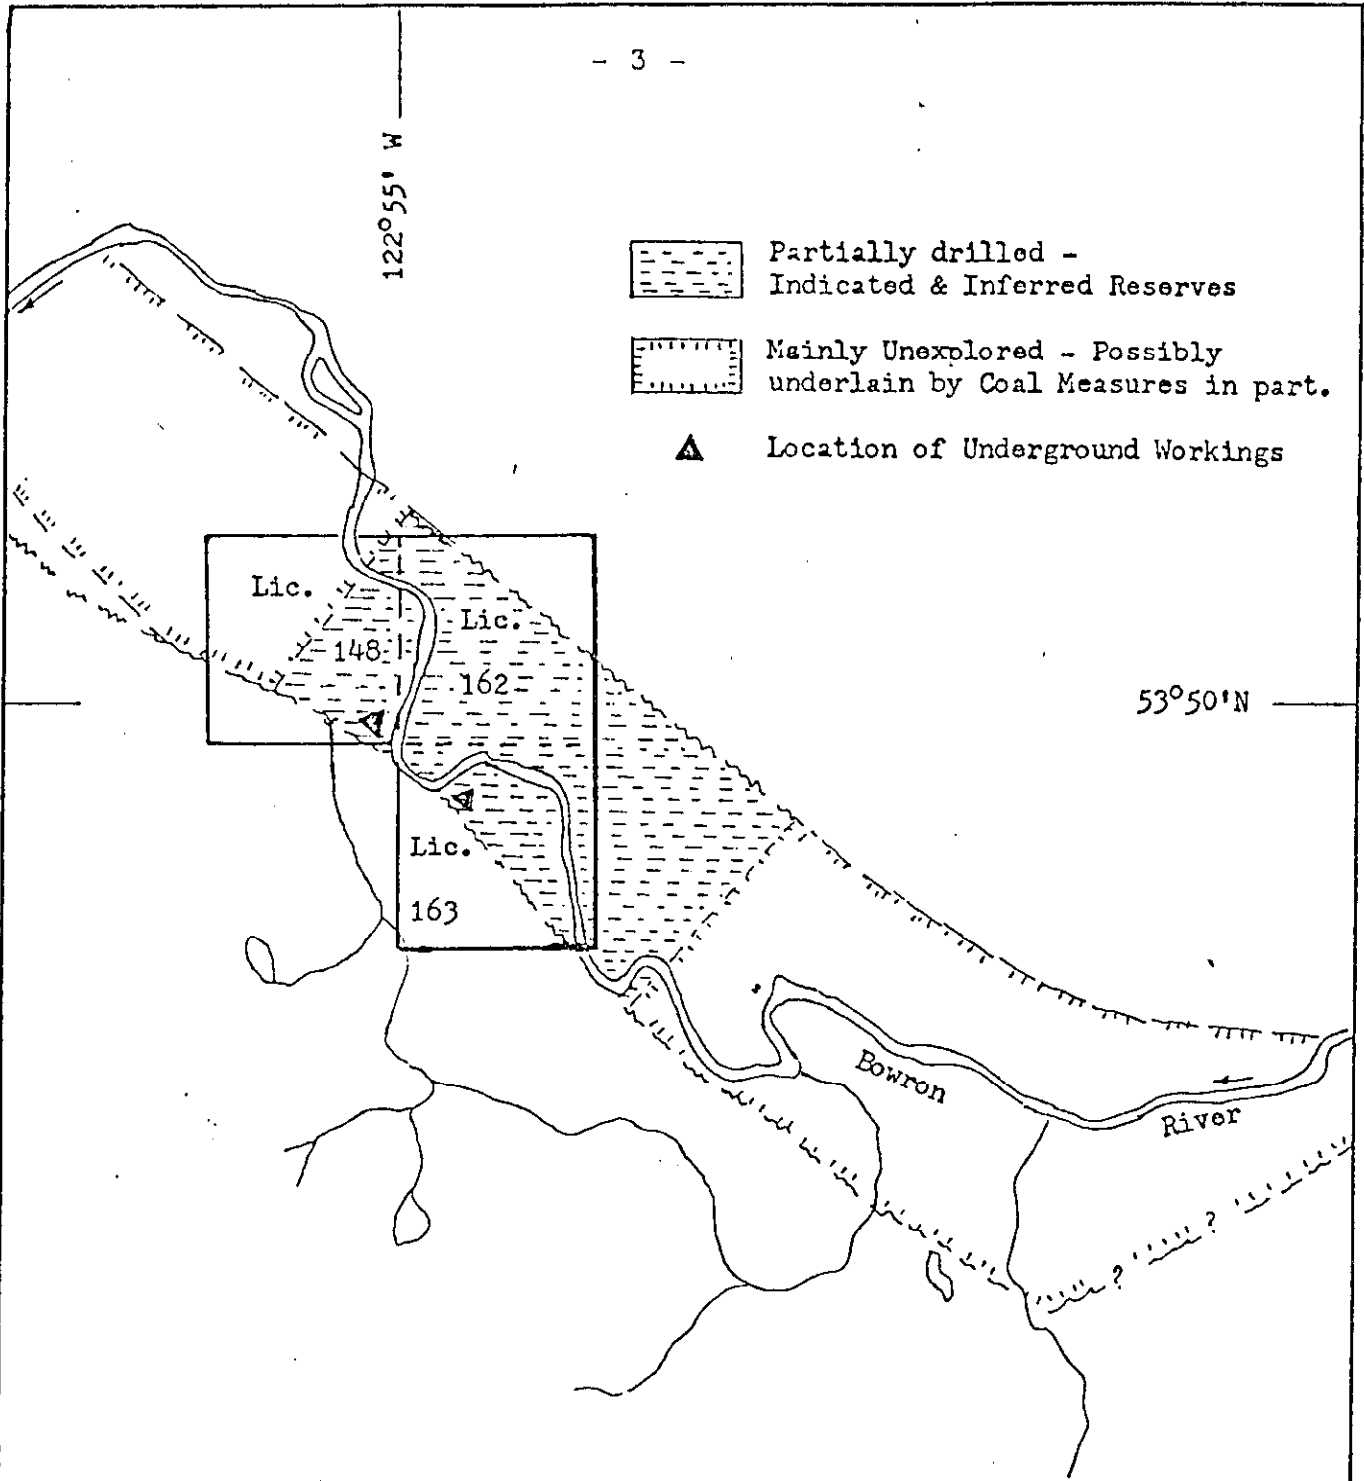 - 3 -
122°55' W
Partially drilled -
Indicated & Inferred Reserves
Mainly Unexplored - Possibly
underlain by Coal Measures in part.
Location of Underground Workings
Lic.
148
Lic.
162
53°50'N
Lic.
163
Bowron
River
?
?